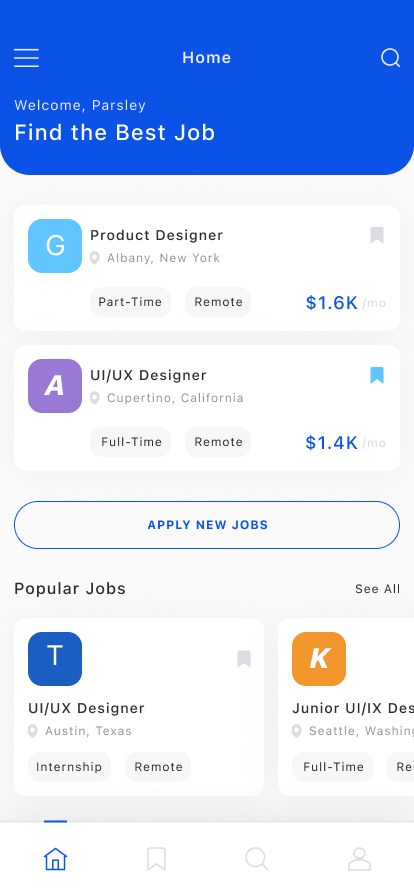 Home
Welcome, Parsley
Find the Best Job
G
Product Designer
Albany, New York
Part-Time Remote $1.6K /mo
A
UI/UX Designer
Cupertino, California
Full-Time Remote $1.4K /mo
APPLY NEW JOBS
Popular Jobs See All
T
UI/UX Designer
Austin, Texas
Internship Remote
K
Junior UI/IX Des
Seattle, Washing
Full-Time Re